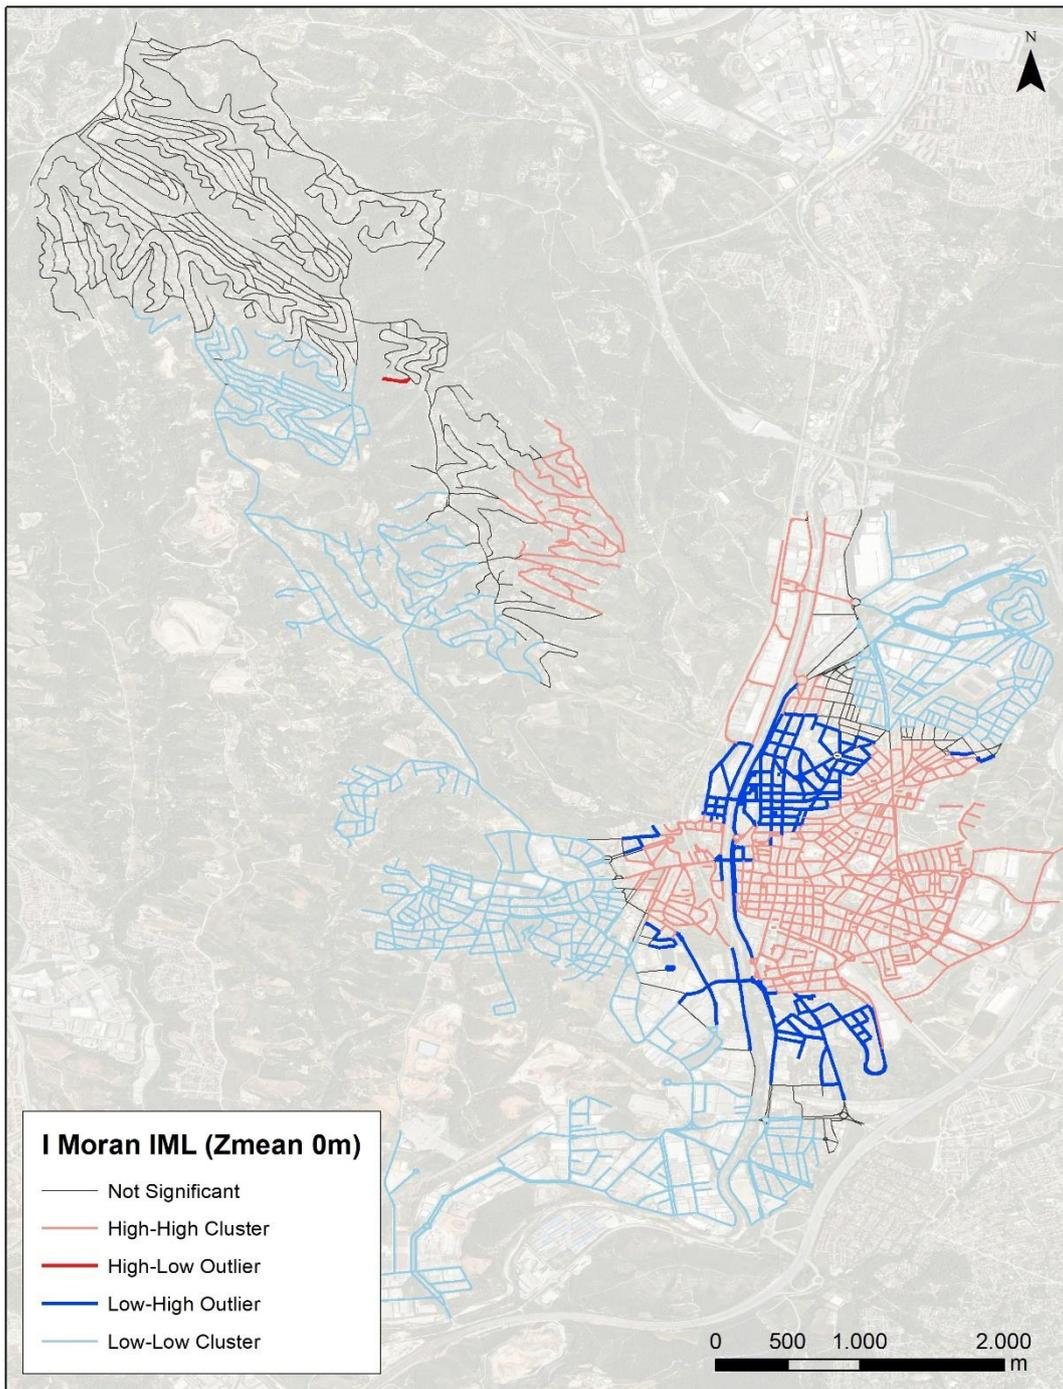 N
I Moran IML (Zmean 0m)
Not Significant
High-High Cluster
High-Low Outlier
Low-High Outlier
Low-Low Cluster
0 500 1.000 2.000
m